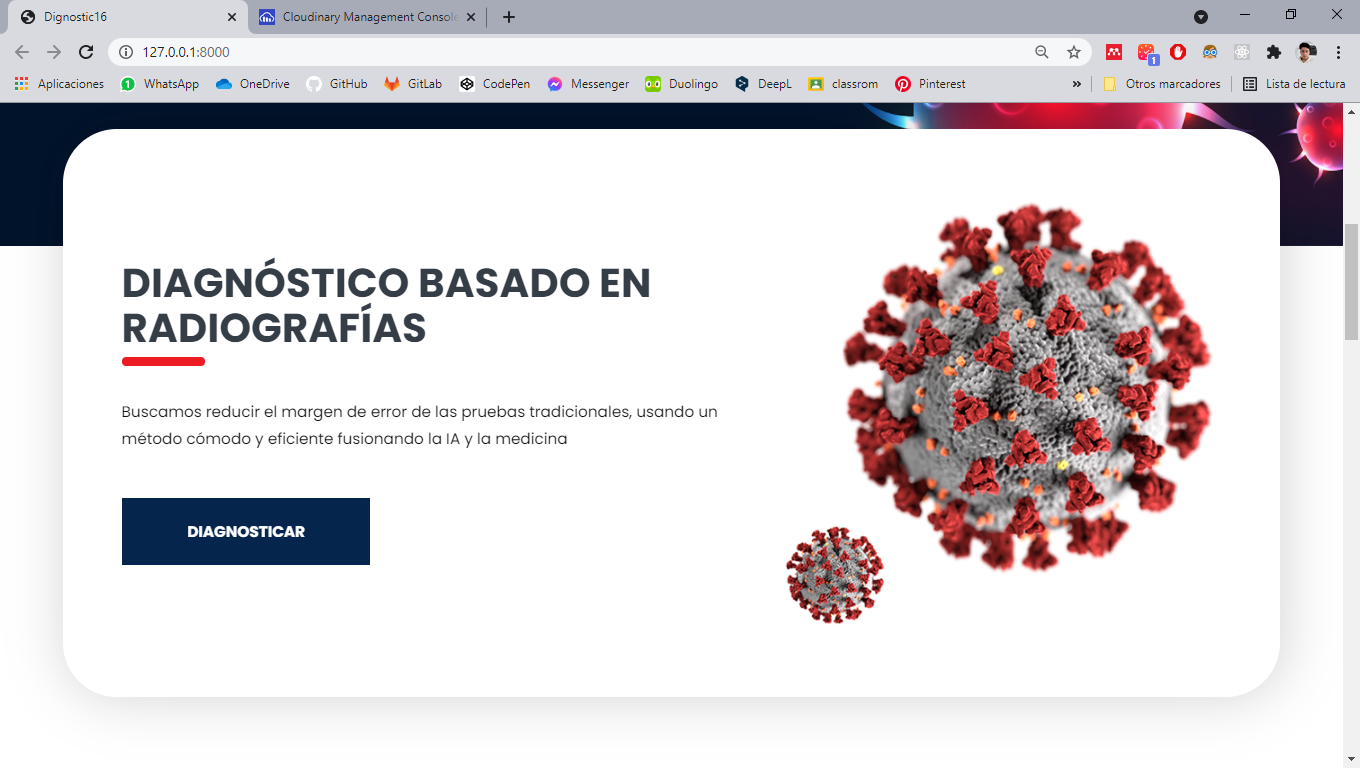 Dignostic16
Cloudinary Management Console
127.0.0.1:8000
1
Aplicaciones
1
WhatsApp
OneDrive
GitHub
GitLab
CodePen
Messenger
Duolingo
DeepL
classrom
Pinterest
»
Otros marcadores
Lista de lectura
DIAGNÓSTICO BASADO EN
RADIOGRAFÍAS
Buscamos reducir el margen de error de las pruebas tradicionales, usando un
método cómodo y eficiente fusionando la IA y la medicina
DIAGNOSTICAR